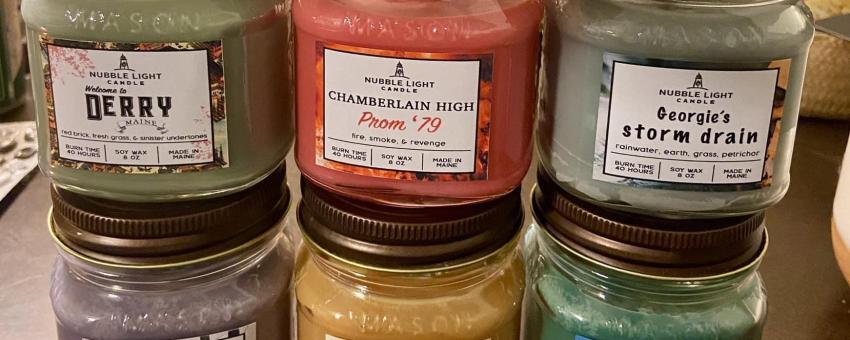 MASON
NUBBLE LIGHT
CANDLE
Welcome to
DERRY
MAINE
red brick, fresh grass, & sinister undertones
BURN TIME
40 HOURS
SOY WAX
8 OZ
MADE IN
MAINE
MASON
NUBBLE LIGHT
CANDLE
CHAMBERLAIN HIGH
Prom '79
fire, smoke, & revenge
BURN TIME
40 HOURS
SOY WAX
8 OZ
MADE IN
MAINE
MASON
NUBBLE LIGHT
CANDLE
Georgie's
storm drain
rainwater, earth, grass, petrichor
BURN TIME
40 HOURS
SOY WAX
8 OZ
MADE IN
MAINE
MASON
MASON
MASON